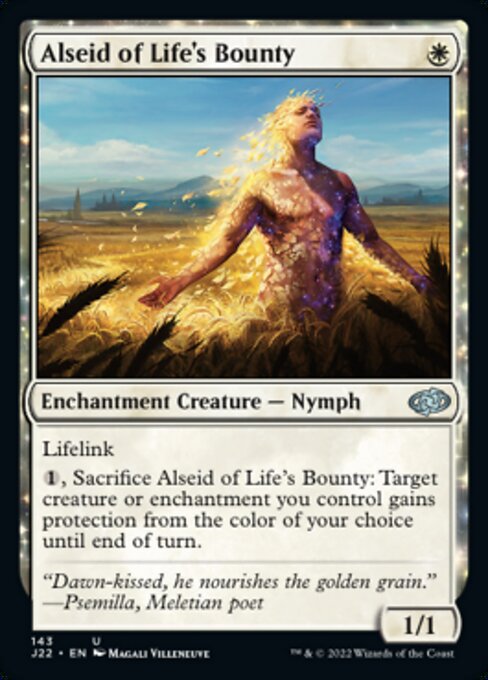 Alseid of Life's Bounty
Enchantment Creature — Nymph
Lifelink
1, Sacrifice Alseid of Life's Bounty: Target
creature or enchantment you control gains
protection from the color of your choice
until end of turn.
"Dawn-kissed, he nourishes the golden grain."
—Psemilla, Meletian poet
1/1
143 U
J22 • EN Magali Villeneuve
™ & © 2022 Wizards of the Coast